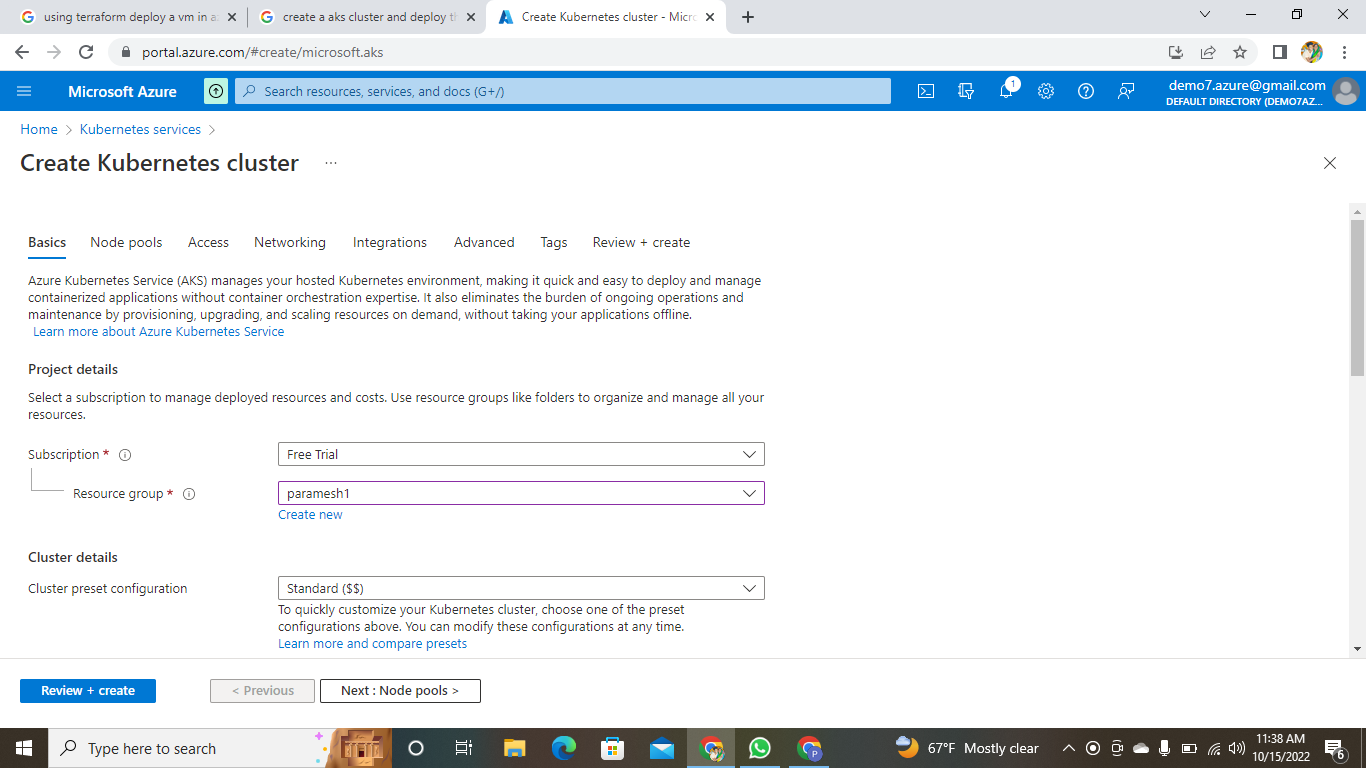 using terraform deploy a vm in a
create a aks cluster and deploy th
Create Kubernetes cluster - Micr
portal.azure.com/#create/microsoft.aks
Microsoft Azure
Search resources, services, and docs (G+/)
1
demo7.azure@gmail.com
DEFAULT DIRECTORY (DEMO7AZ...
Home > Kubernetes services >
Create Kubernetes cluster ...
Basics Node pools Access Networking Integrations Advanced Tags Review + create
Azure Kubernetes Service (AKS) manages your hosted Kubernetes environment, making it quick and easy to deploy and manage
containerized applications without container orchestration expertise. It also eliminates the burden of ongoing operations and
maintenance by provisioning, upgrading, and scaling resources on demand, without taking your applications offline.
Learn more about Azure Kubernetes Service
Project details
Select a subscription to manage deployed resources and costs. Use resource groups like folders to organize and manage all your
resources.
Subscription * Free Trial
Resource group * paramesh1
Create new
Cluster details
Cluster preset configuration Standard ($$)
To quickly customize your Kubernetes cluster, choose one of the preset
configurations above. You can modify these configurations at any time.
Learn more and compare presets
Review + create < Previous Next : Node pools >
Type here to search
P
67°F Mostly clear
11:38 AM
10/15/2022
6